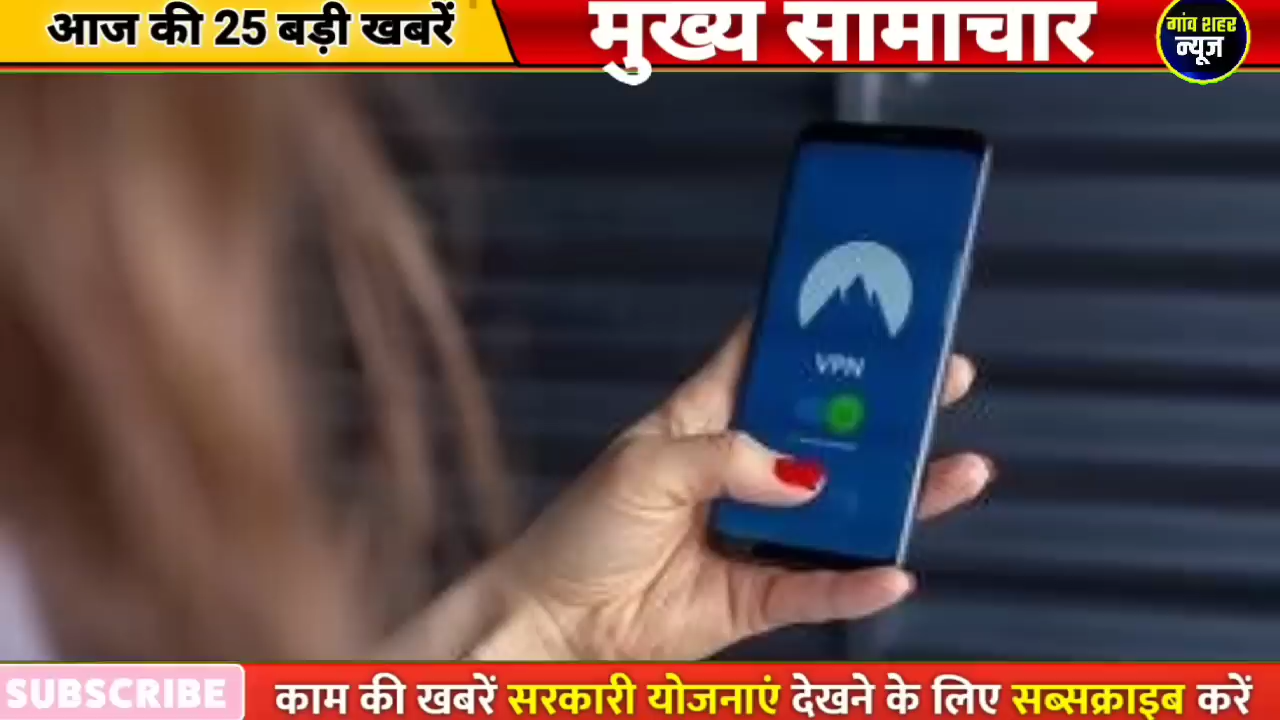 आज की 25 बड़ी खबरें
मुख्य सामाचार
गांव शहर
न्यूज
VPN
SUBSCRIBE
काम की खबरें सरकारी योजनाएं देखने के लिए सब्सक्राइब करें